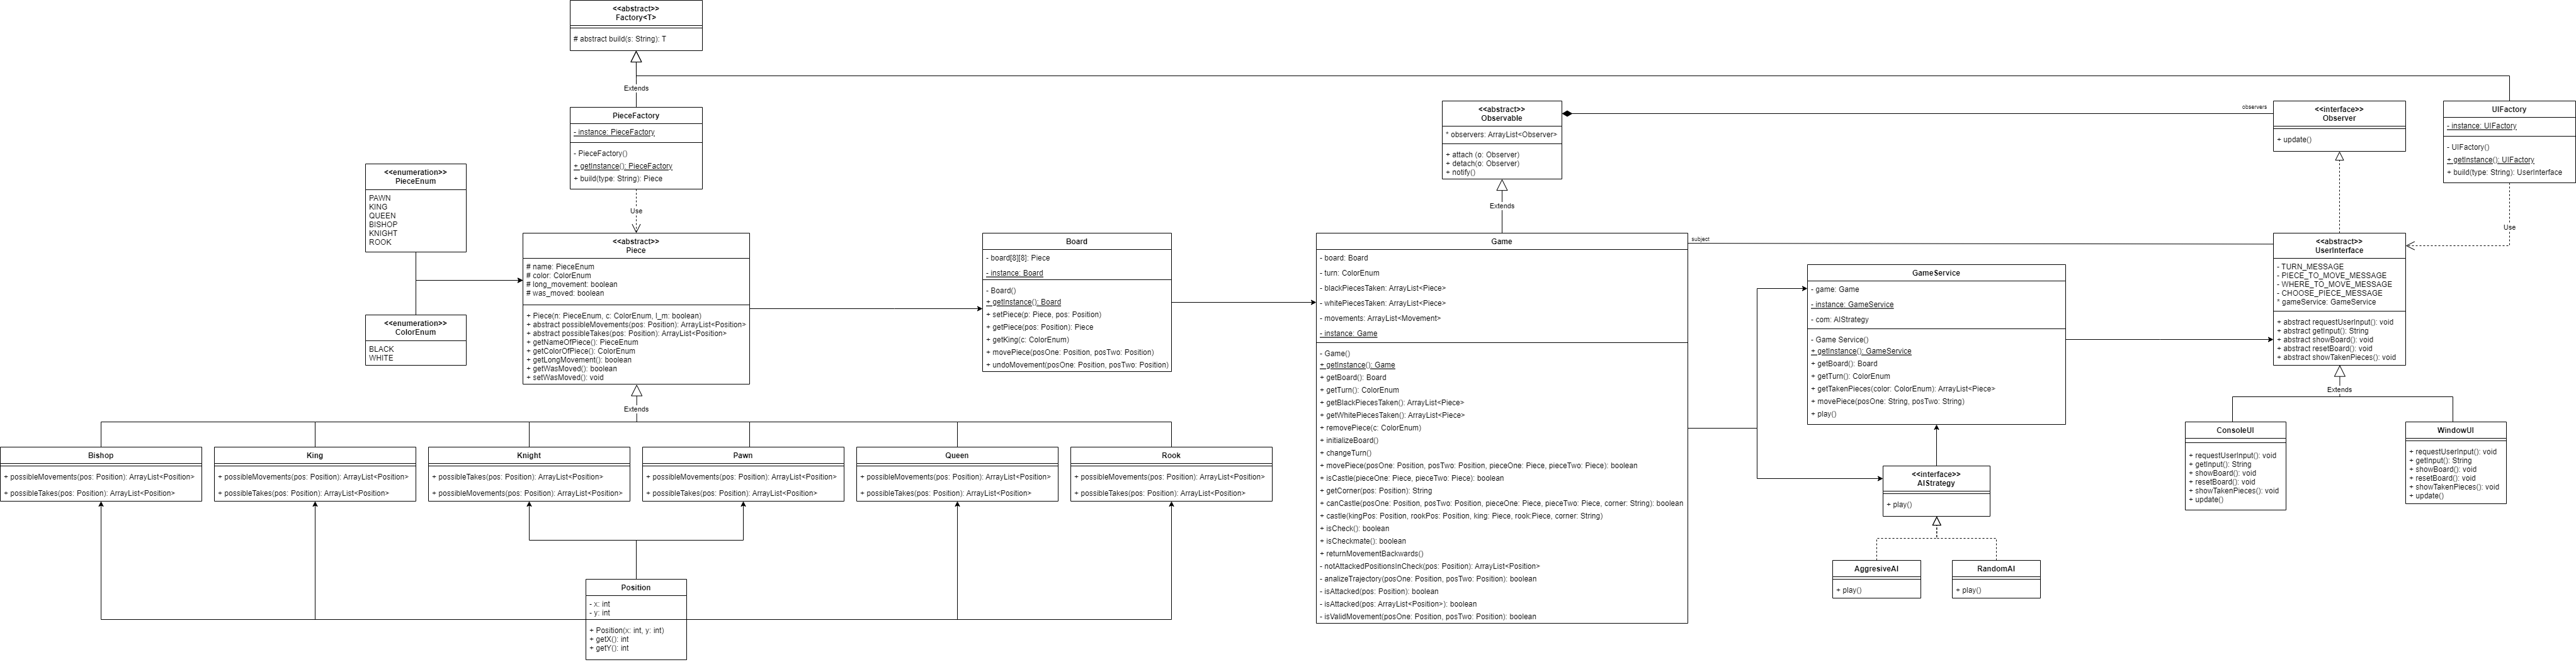 <<abstract>>
Factory<T>
# abstract build(s: String): T
Extends
PieceFactory
- instance: PieceFactory
- PieceFactory()
+ getInstance(): PieceFactory
+ build(type: String): Piece
Use
<<enumeration>>
PieceEnum
PAWN
KING
QUEEN
BISHOP
KNIGHT
ROOK
<<enumeration>>
ColorEnum
BLACK
WHITE
<<abstract>>
Piece
# name: PieceEnum
# color: ColorEnum
# long_movement: boolean
# was_moved: boolean
+ Piece(n: PieceEnum, c: ColorEnum, l_m: boolean)
+ abstract possibleMovements(pos: Position): ArrayList<Position>
+ abstract possibleTakes(pos: Position): ArrayList<Position>
+ getNameOfPiece(): PieceEnum
+ getColorOfPiece(): ColorEnum
+ getLongMovement(): boolean
+ getWasMoved(): boolean
+ setWasMoved(): void
Extends
Bishop
+ possibleMovements(pos: Position): ArrayList<Position>
+ possibleTakes(pos: Position): ArrayList<Position>
King
+ possibleMovements(pos: Position): ArrayList<Position>
+ possibleTakes(pos: Position): ArrayList<Position>
Knight
+ possibleTakes(pos: Position): ArrayList<Position>
+ possibleMovements(pos: Position): ArrayList<Position>
Pawn
+ possibleMovements(pos: Position): ArrayList<Position>
+ possibleTakes(pos: Position): ArrayList<Position>
Queen
+ possibleMovements(pos: Position): ArrayList<Position>
+ possibleTakes(pos: Position): ArrayList<Position>
Rook
+ possibleMovements(pos: Position): ArrayList<Position>
+ possibleTakes(pos: Position): ArrayList<Position>
Position
- x: int
- y: int
+ Position(x: int, y: int)
+ getX(): int
+ getY(): int
Board
- board[8][8]: Piece
- instance: Board
- Board()
+ getInstance(): Board
+ setPiece(p: Piece, pos: Position)
+ getPiece(pos: Position): Piece
+ getKing(c: ColorEnum)
+ movePiece(posOne: Position, posTwo: Position)
+ undoMovement(posOne: Position, posTwo: Position)
<<abstract>>
Observable
* observers: ArrayList<Observer>
+ attach (o: Observer)
+ detach(o: Observer)
+ notify()
Extends
Game
- board: Board
- turn: ColorEnum
- blackPiecesTaken: ArrayList<Piece>
- whitePiecesTaken: ArrayList<Piece>
- movements: ArrayList<Movement>
- instance: Game
- Game()
+ getInstance(): Game
+ getBoard(): Board
+ getTurn(): ColorEnum
+ getBlackPiecesTaken(): ArrayList<Piece>
+ getWhitePiecesTaken(): ArrayList<Piece>
+ removePiece(c: ColorEnum)
+ initializeBoard()
+ changeTurn()
+ movePiece(posOne: Position, posTwo: Position, pieceOne: Piece, pieceTwo: Piece): boolean
+ isCastle(pieceOne: Piece, pieceTwo: Piece): boolean
+ getCorner(pos: Position): String
+ canCastle(posOne: Position, posTwo: Position, pieceOne: Piece, pieceTwo: Piece, corner: String): boolean
+ castle(kingPos: Position, rookPos: Position, king: Piece, rook:Piece, corner: String)
+ isCheck(): boolean
+ isCheckmate(): boolean
+ returnMovementBackwards()
- notAttackedPositionsInCheck(pos: Position): ArrayList<Position>
- analizeTrajectory(posOne: Position, posTwo: Position): boolean
- isAttacked(pos: Position): boolean
- isAttacked(pos: ArrayList<Position>): boolean
- isValidMovement(posOne: Position, posTwo: Position): boolean
subject
GameService
- game: Game
- instance: GameService
- com: AIStrategy
- Game Service()
+ getInstance(): GameService
+ getBoard(): Board
+ getTurn(): ColorEnum
+ getTakenPieces(color: ColorEnum): ArrayList<Piece>
+ movePiece(posOne: String, posTwo: String)
+ play()
<<interface>>
AIStrategy
+ play()
AggresiveAI
+ play()
RandomAI
+ play()
observers
<<interface>>
Observer
+ update()
UIFactory
- instance: UIFactory
- UIFactory()
+ getInstance(): UIFactory
+ build(type: String): UserInterface
Use
<<abstract>>
UserInterface
- TURN_MESSAGE
- PIECE_TO_MOVE_MESSAGE
- WHERE_TO_MOVE_MESSAGE
- CHOOSE_PIECE_MESSAGE
* gameService: GameService
+ abstract requestUserInput(): void
+ abstract getInput(): String
+ abstract showBoard(): void
+ abstract resetBoard(): void
+ abstract showTakenPieces(): void
Extends
ConsoleUI
+ requestUserInput(): void
+ getInput(): String
+ showBoard(): void
+ resetBoard(): void
+ showTakenPieces(): void
+ update()
WindowUI
+ requestUserInput(): void
+ getInput(): String
+ showBoard(): void
+ resetBoard(): void
+ showTakenPieces(): void
+ update()